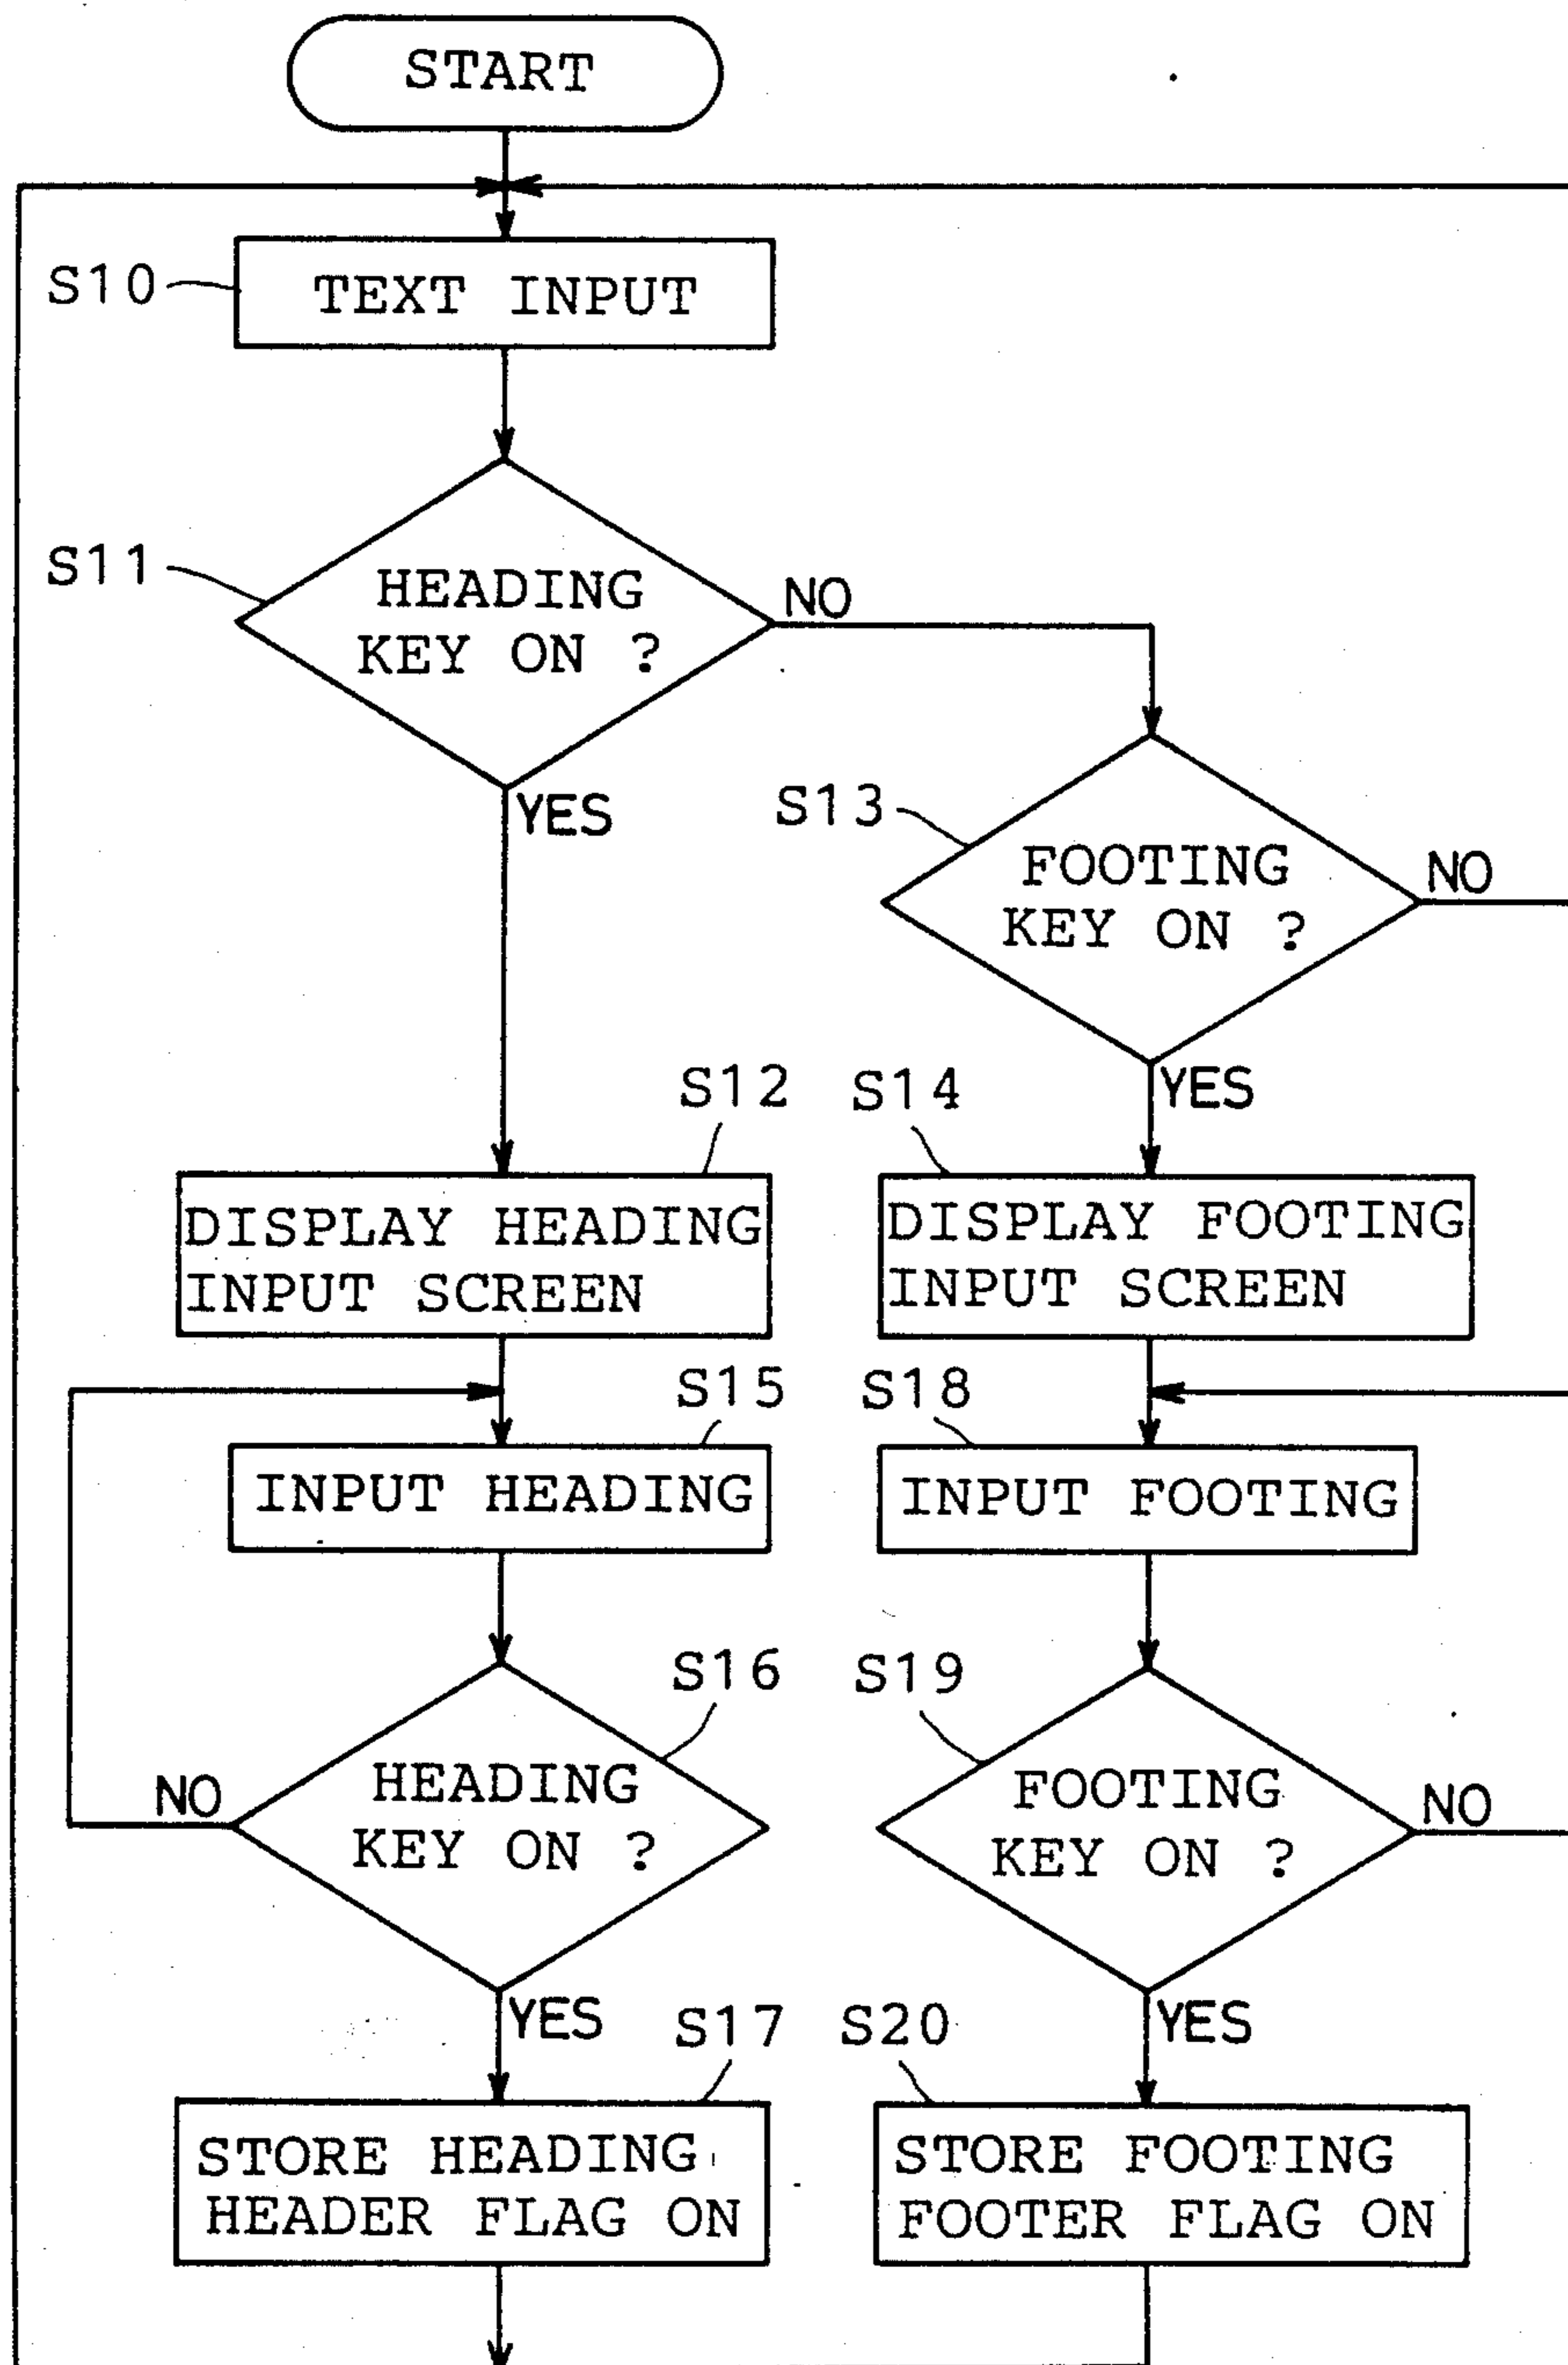 START
S10
TEXT INPUT
S11
HEADING
KEY ON ?
NO
YES
S13
FOOTING
KEY ON ?
NO
YES
S12
DISPLAY HEADING
INPUT SCREEN
S14
DISPLAY FOOTING
INPUT SCREEN
S15
INPUT HEADING
S18
INPUT FOOTING
S16
HEADING
KEY ON ?
NO
YES
S19
FOOTING
KEY ON ?
NO
YES
S17
STORE HEADING
HEADER FLAG ON
S20
STORE FOOTING
FOOTER FLAG ON